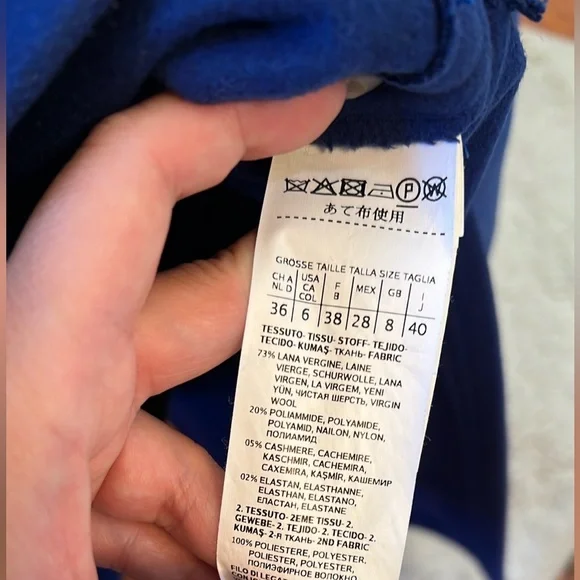 あて布使用
GROSSE TAILLE TALLA SIZE TAGLIA
CH A NL D | USA CA COL | F B | MEX | GB | I J
36 | 6 | 38 | 28 | 8 | 40
TESSUTO- TISSU- STOFF- TEJIDO-
TECIDO- KUMAŞ- ТКАНЬ- FABRIC
73% LANA VERGINE, LAINE
VIERGE, SCHURWOLLE, LANA
VIRGEN, LA VIRGEM, YENI
YÜN, ЧИСТАЯ ШЕРСТЬ, VIRGIN
WOOL
20% POLIAMMIDE, POLYAMIDE,
POLYAMID, NAILON, NYLON,
ПОЛИАМИД
05% CASHMERE, CACHEMIRE,
KASCHMIR, CACHEMIRA,
CAXEMIRA, KAŞMİR, КАШЕМИР
02% ELASTAN, ELASTHANNE,
ELASTHAN, ELASTANO,
ЕЛАСТАН, ELASTANE
2. TESSUTO- 2EME TISSU- 2.
GEWEBE- 2. TEJIDO- 2. TECIDO- 2.
KUMAŞ- 2-Я ТКАНЬ- 2ND FABRIC
100% POLIESTERE, POLYESTER,
POLIESTER, POLYESTER,
ПОЛИЭФИРНОЕ ВОЛОКНО